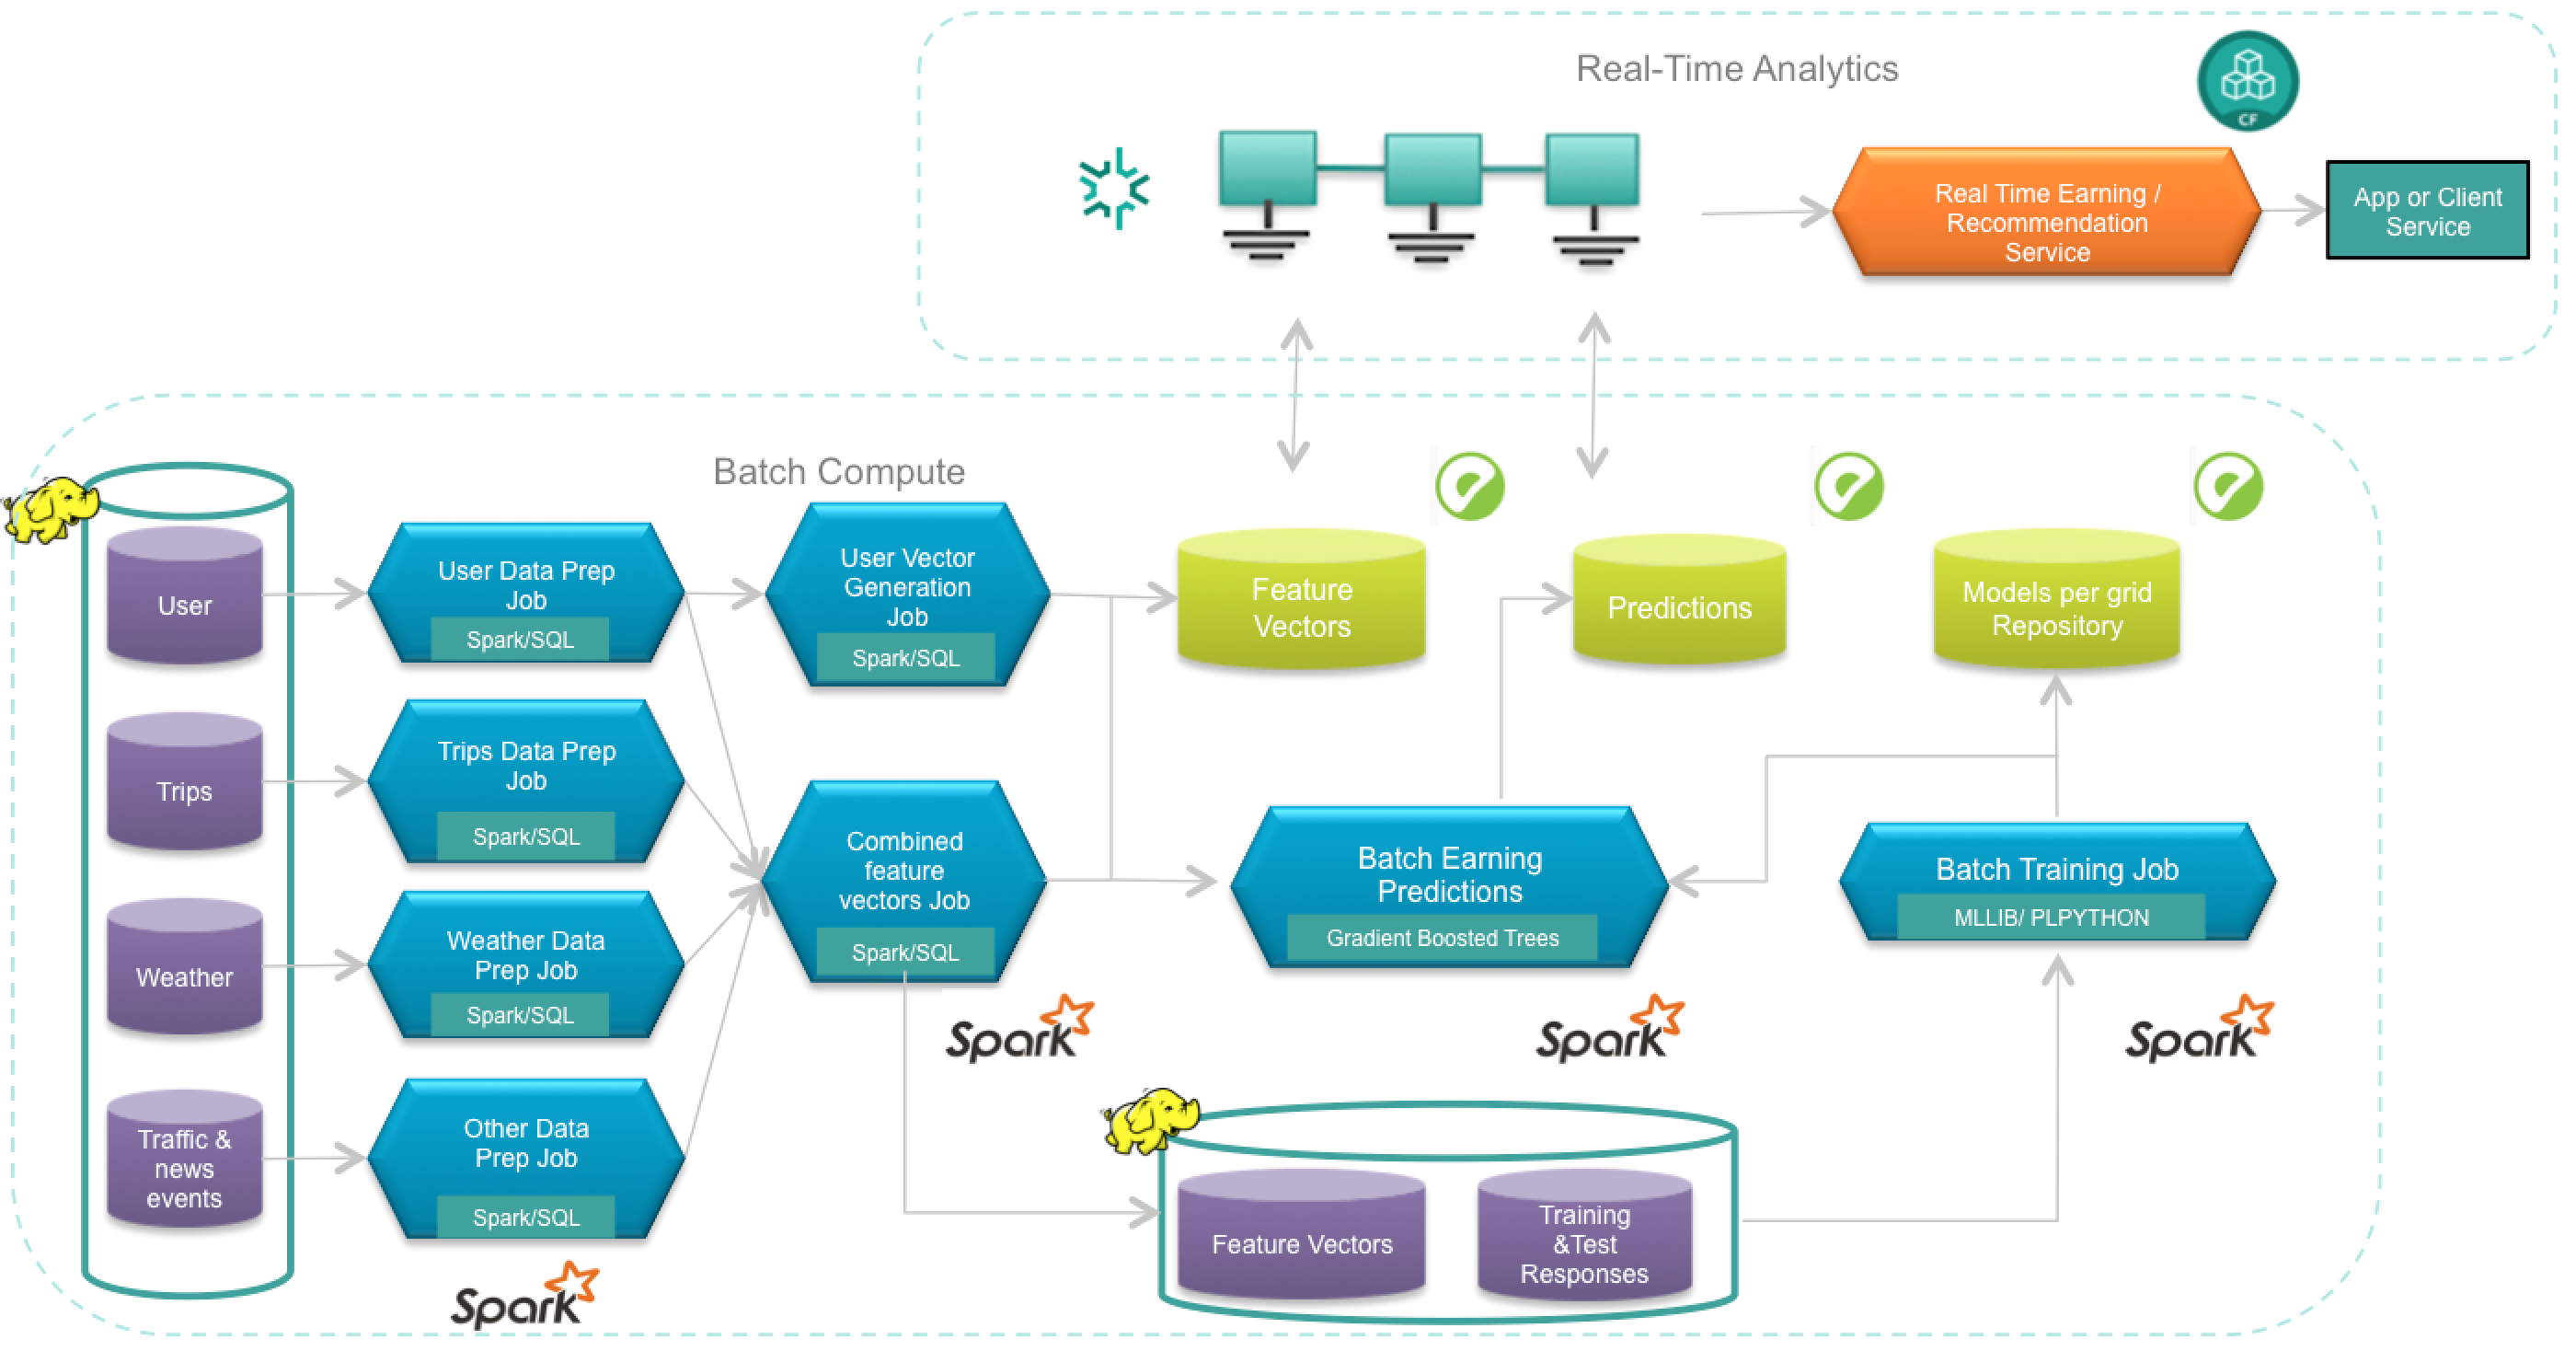 Real-Time Analytics
CF
Real Time Earning /
Recommendation
Service
App or Client
Service
Batch Compute
User
Trips
Weather
Traffic &
news
events
User Data Prep
Job
Spark/SQL
Trips Data Prep
Job
Spark/SQL
Weather Data
Prep Job
Spark/SQL
Other Data
Prep Job
Spark/SQL
Spark
User Vector
Generation
Job
Spark/SQL
Combined
feature
vectors Job
Spark/SQL
Spark
Feature
Vectors
Predictions
Models per grid
Repository
Batch Earning
Predictions
Gradient Boosted Trees
Spark
Batch Training Job
MLLIB/ PLPYTHON
Spark
Feature Vectors
Training
&Test
Responses